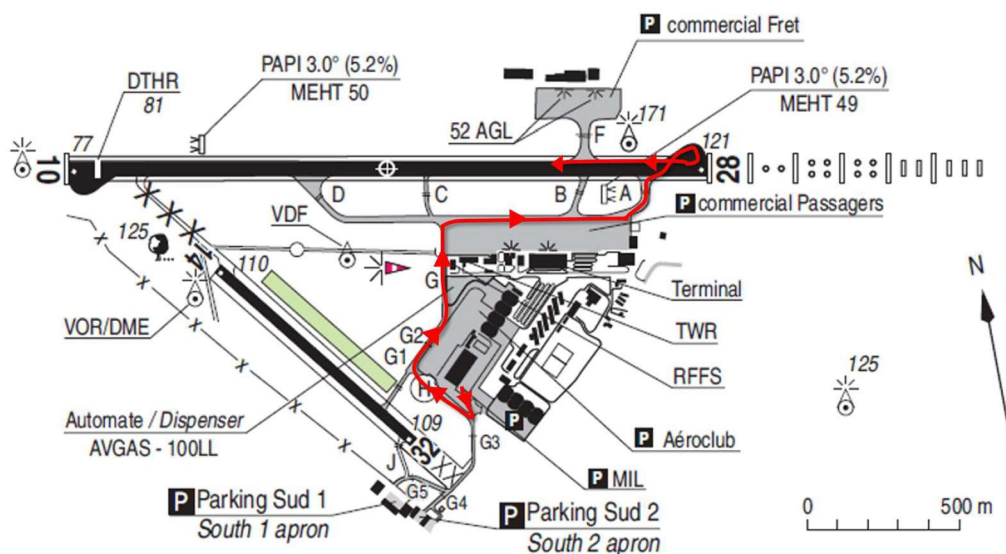 P commercial Fret
PAPI 3.0° (5.2%)
MEHT 50
PAPI 3.0° (5.2%)
MEHT 49
DTHR
81
52 AGL
F
171
77
121
10
28
D
C
B
A
P commercial Passagers
VDF
125
14
110
G
N
VOR/DME
Terminal
TWR
G2
G1
RFFS
H
125
Automate / Dispenser
AVGAS - 100LL
109
32
P
G3
P Aéroclub
J
P MIL
G5
G4
P Parking Sud 1
South 1 apron
P Parking Sud 2
South 2 apron
0
500 m